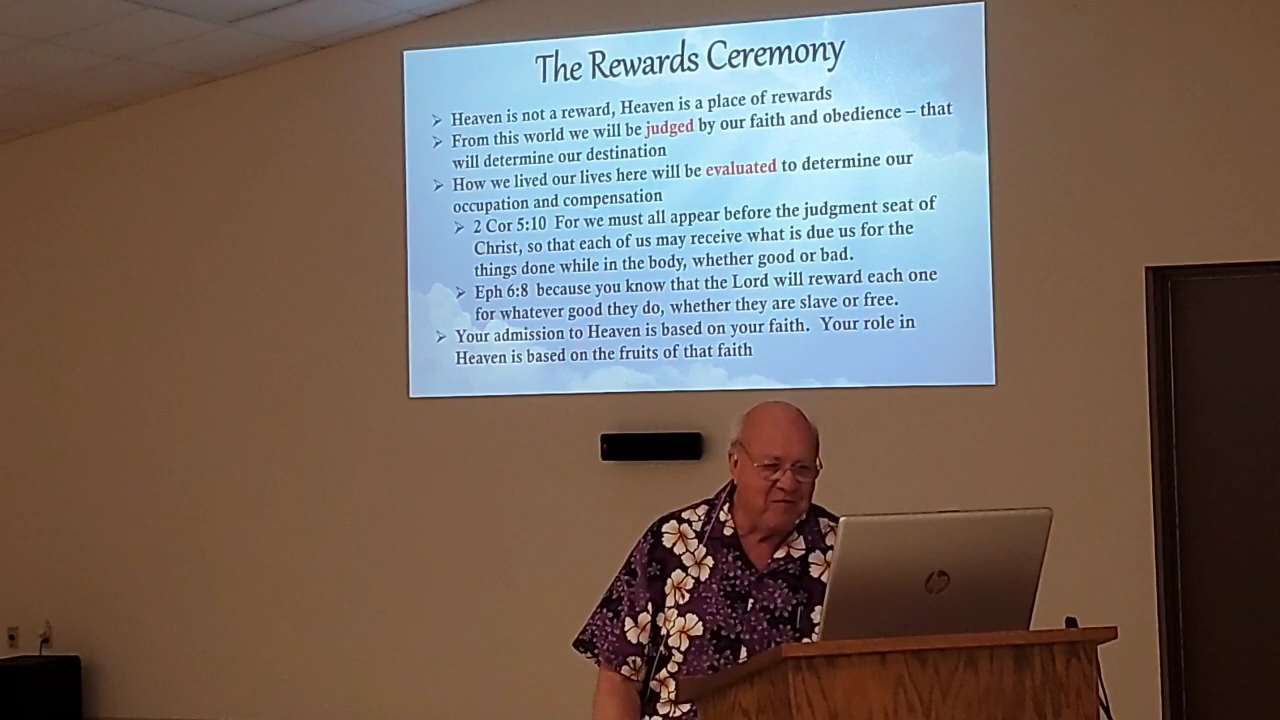 The Rewards Ceremony
➢ Heaven is not a reward, Heaven is a place of rewards
➢ From this world we will be judged by our faith and obedience – that
will determine our destination
➢ How we lived our lives here will be evaluated to determine our
occupation and compensation
➢ 2 Cor 5:10 For we must all appear before the judgment seat of
Christ, so that each of us may receive what is due us for the
things done while in the body, whether good or bad.
➢ Eph 6:8 because you know that the Lord will reward each one
for whatever good they do, whether they are slave or free.
➢ Your admission to Heaven is based on your faith. Your role in
Heaven is based on the fruits of that faith
hp